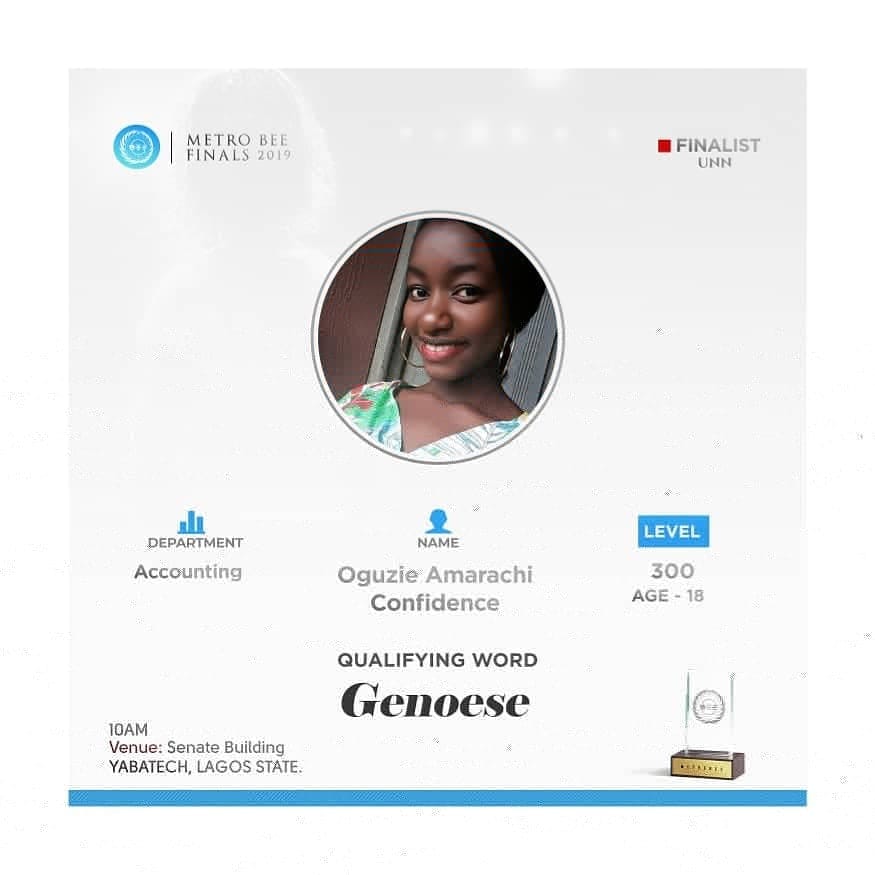 METRO BEE
FINALS 2019
FINALIST
UNN
DEPARTMENT
Accounting
NAME
Oguzie Amarachi
Confidence
LEVEL
300
AGE - 18
QUALIFYING WORD
Genoese
10AM
Venue: Senate Building
YABATECH, LAGOS STATE.